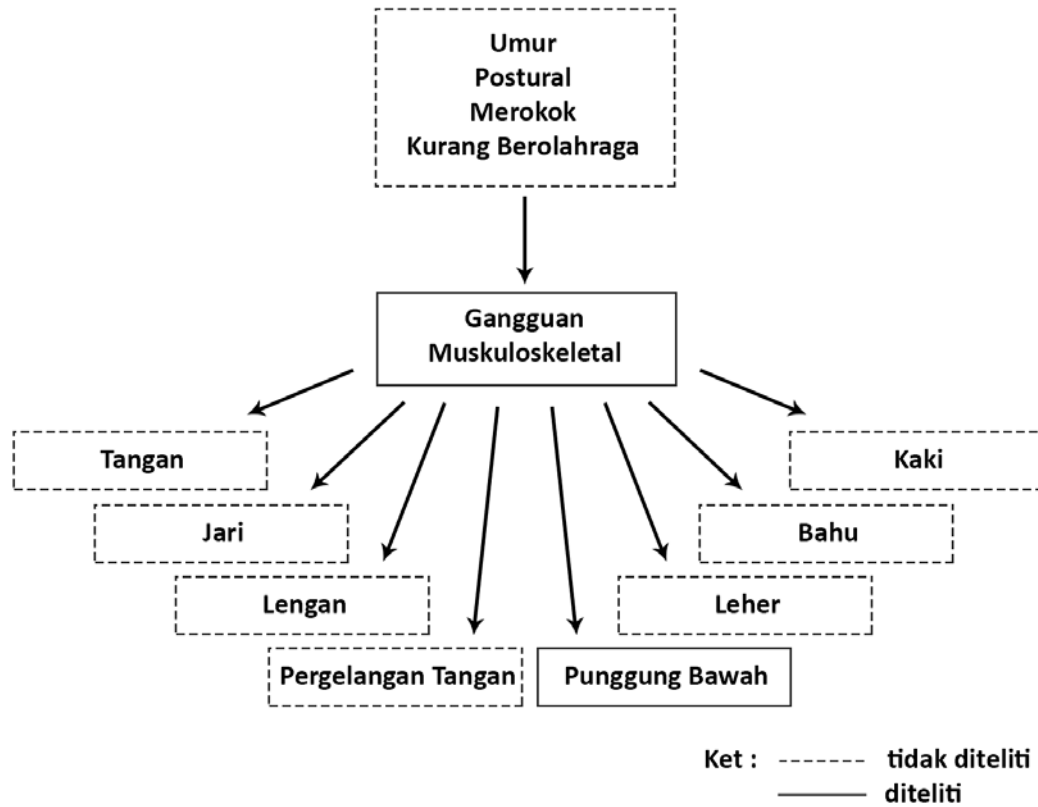 Umur
Postural
Merokok
Kurang Berolahraga
Gangguan
Muskuloskeletal
Tangan
Kaki
Jari
Bahu
Lengan
Leher
Pergelangan Tangan
Punggung Bawah
Ket : tidak diteliti
diteliti